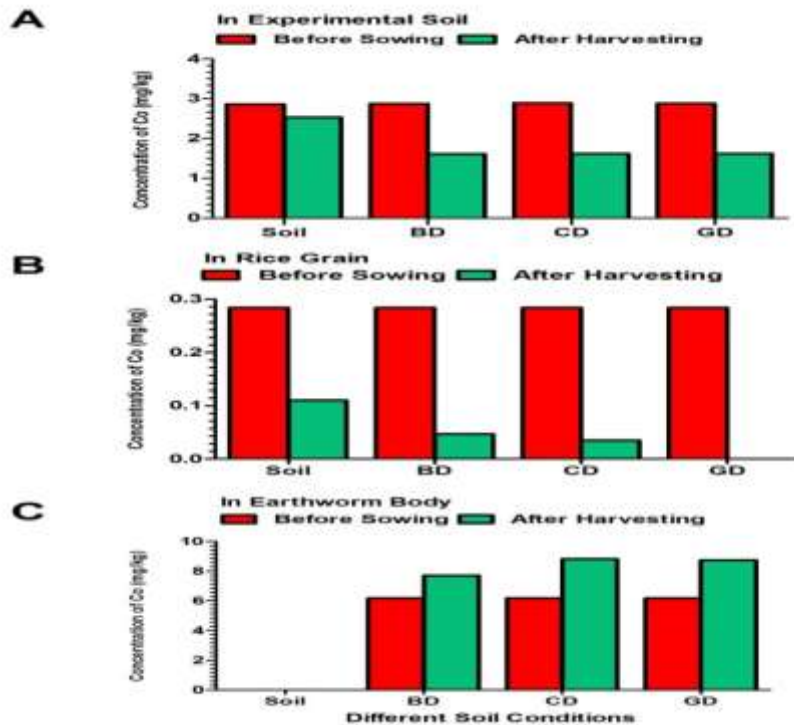 A
In Experimental Soil
Before Sowing After Harvesting
Concentration of Co (mg/kg)
4
3
2
1
0
Soil BD CD GD
B
In Rice Grain
Before Sowing After Harvesting
Concentration of Co (mg/kg)
0.3
0.2
0.1
0.0
Soil BD CD GD
C
In Earthworm Body
Before Sowing After Harvesting
Concentration of Co (mg/kg)
10
8
6
4
2
0
Soil BD CD GD
Different Soil Conditions